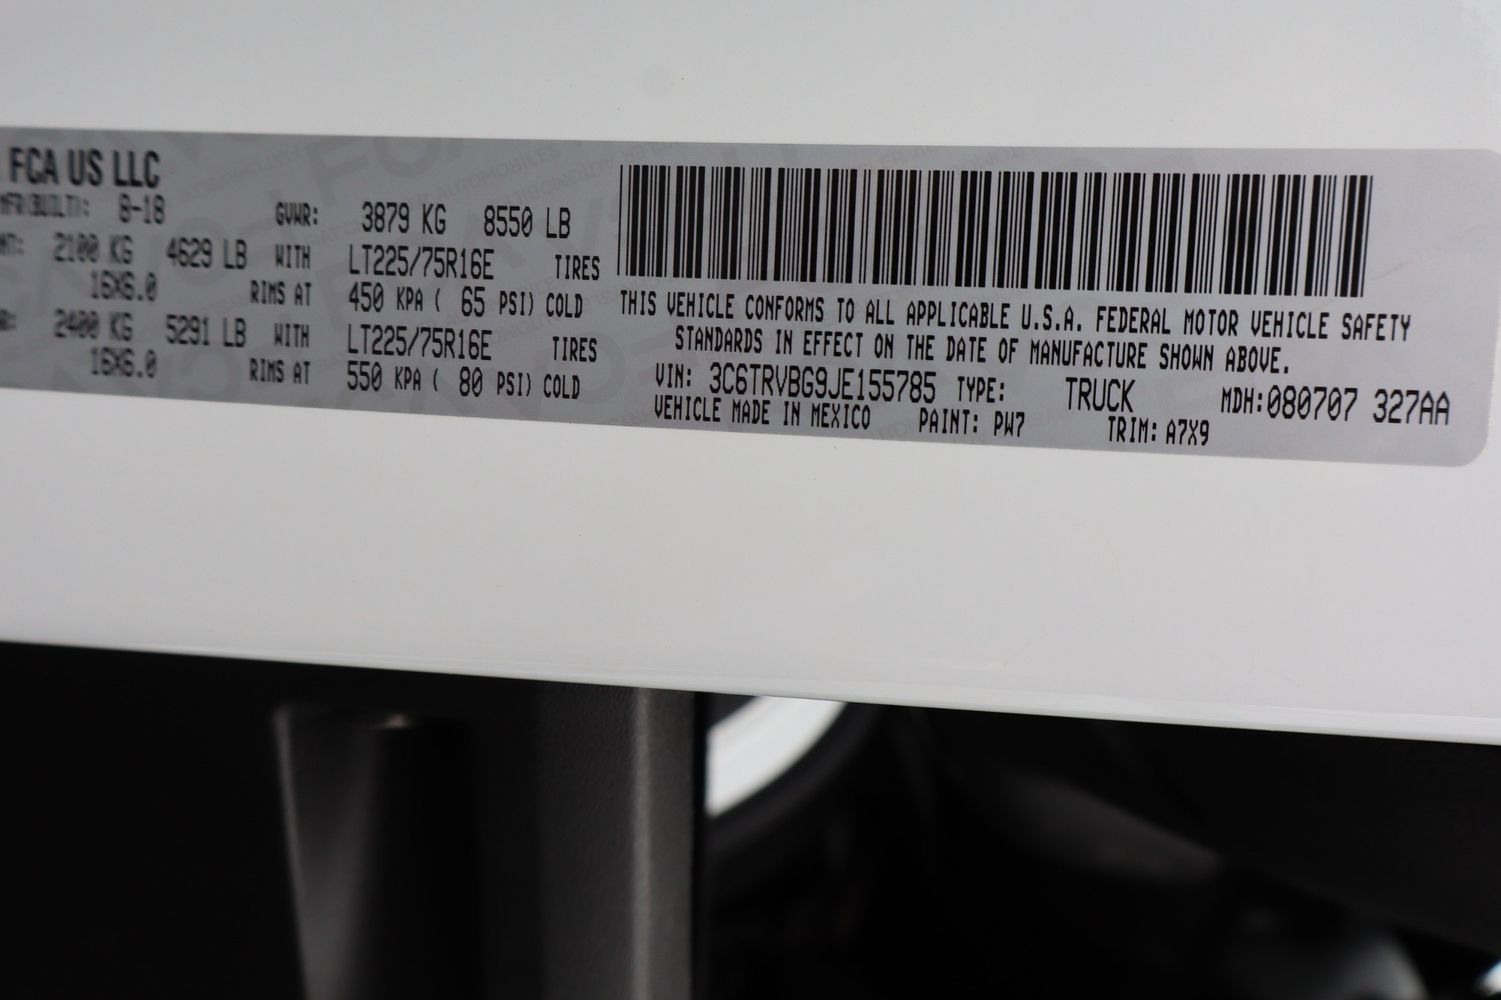 FCA US LLC
MFD(BUILT): 8-18 GVWR: 3879 KG 8550 LB
2100 KG 4629 LB WITH LT225/75R16E TIRES
16X6.0 RIMS AT 450 KPA ( 65 PSI) COLD
2400 KG 5291 LB WITH LT225/75R16E TIRES
16X6.0 RIMS AT 550 KPA ( 80 PSI) COLD
THIS VEHICLE CONFORMS TO ALL APPLICABLE U.S.A. FEDERAL MOTOR VEHICLE SAFETY
STANDARDS IN EFFECT ON THE DATE OF MANUFACTURE SHOWN ABOVE.
VIN: 3C6TRVBG9JE155785 TYPE: TRUCK MDH:080707 327AA
VEHICLE MADE IN MEXICO PAINT: PW7 TRIM: A7X9